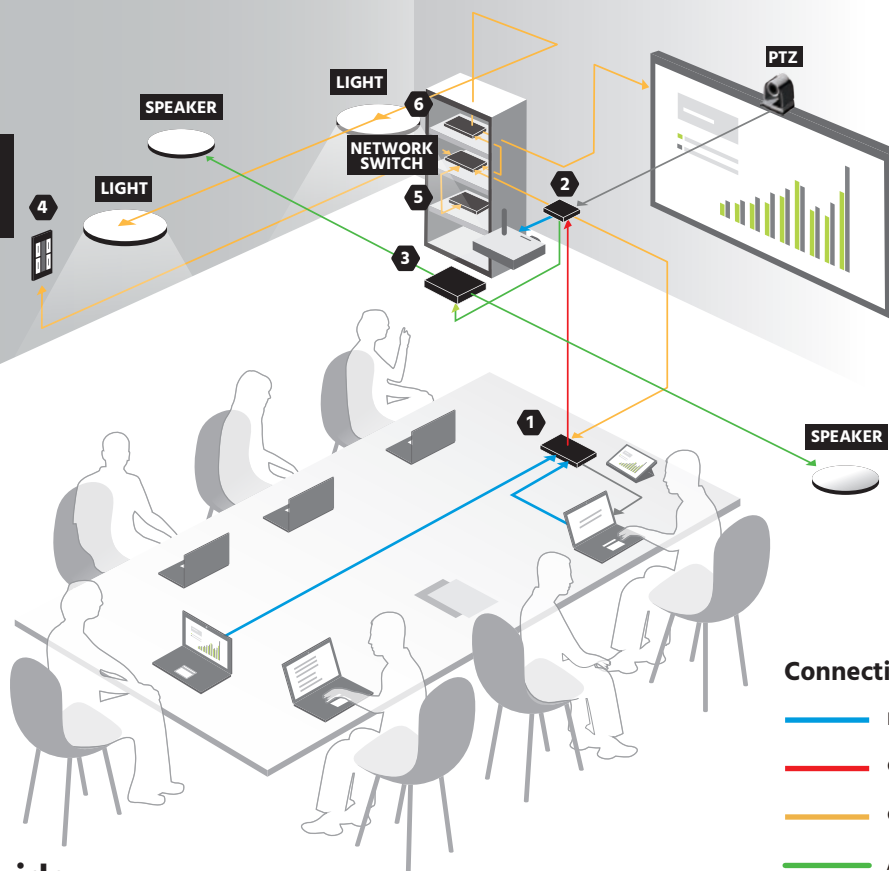 PTZ
LIGHT
6
SPEAKER
NETWORK
SWITCH
2
LIGHT
5
4
3
1
SPEAKER
Connecti